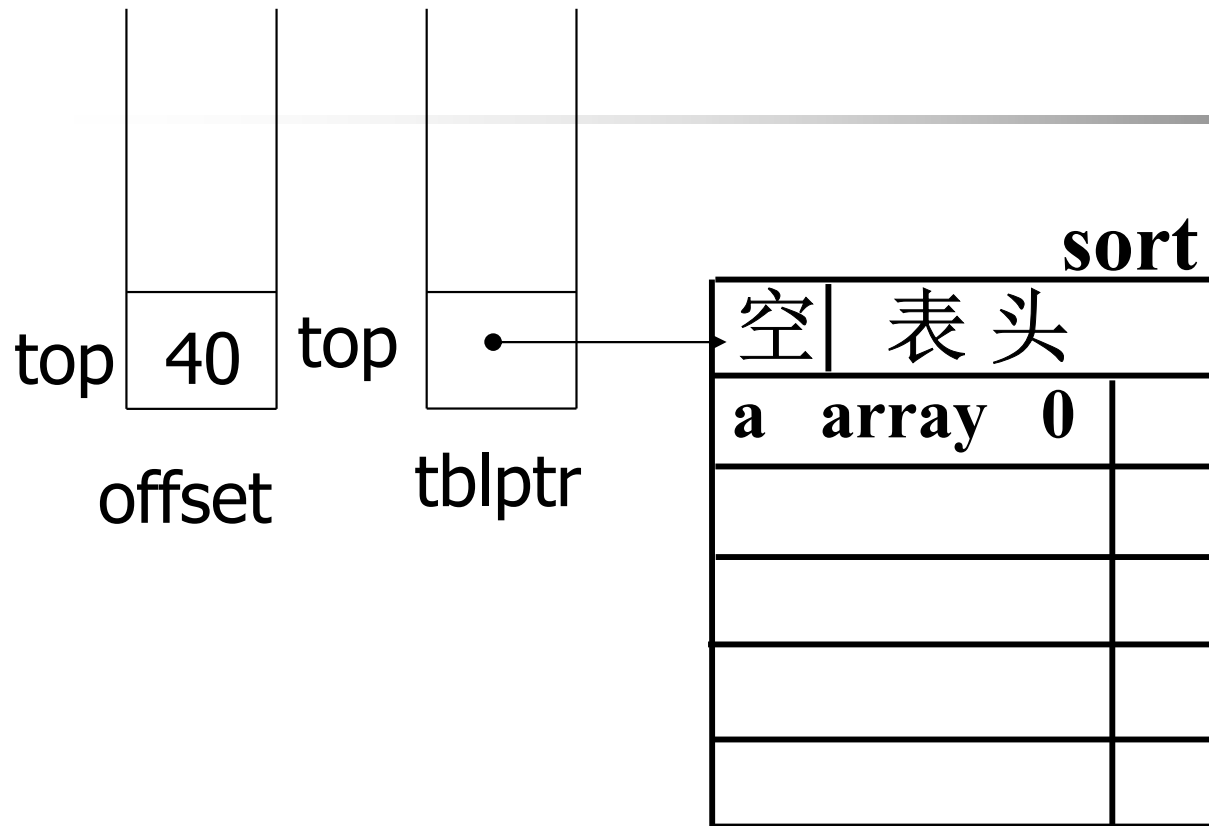 sort
空 表 头
top 40 top
a array 0
offset tblptr